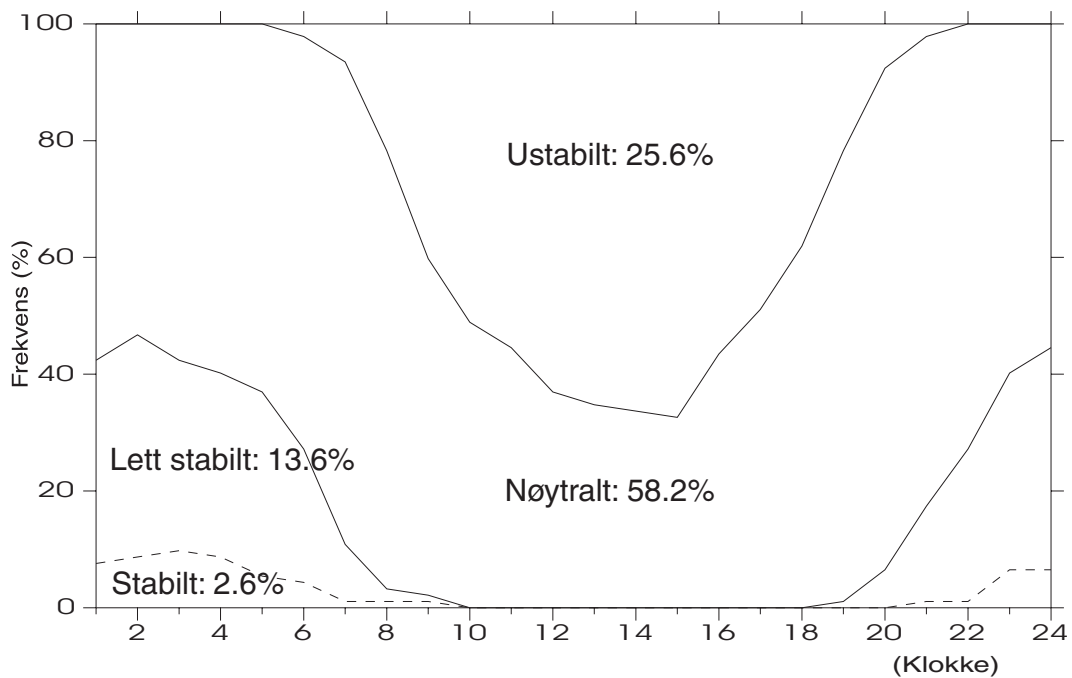 100
80
60
40
20
0
Frekvens (%)
Ustabilt: 25.6%
Lett stabilt: 13.6%
Nøytralt: 58.2%
Stabilt: 2.6%
2 4 6 8 10 12 14 16 18 20 22 24
(Klokke)